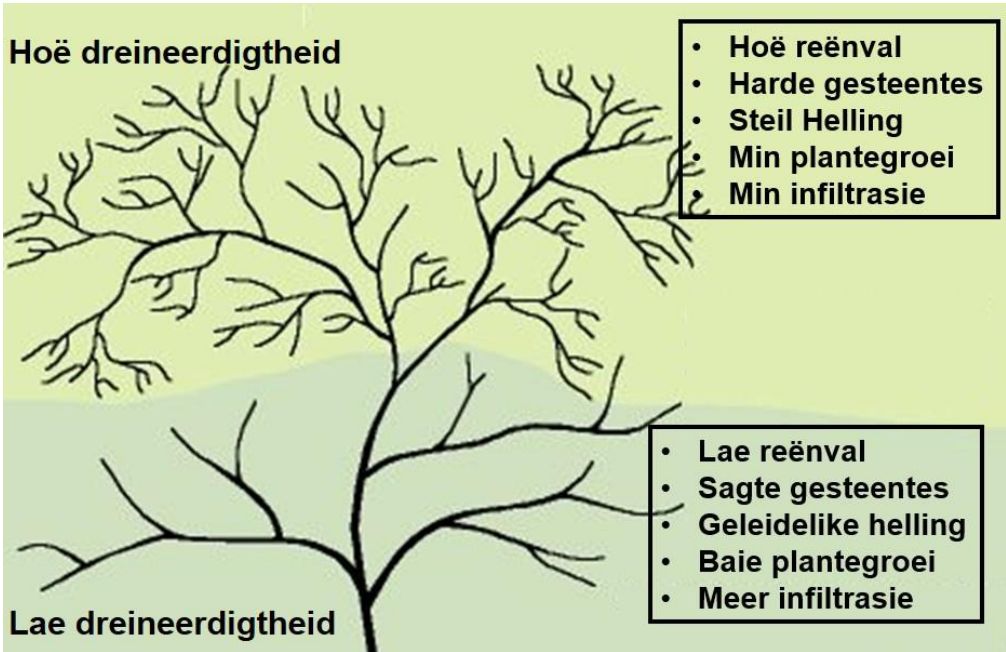 Hoë dreineerdigtheid
• Hoë reënval
• Harde gesteentes
• Steil Helling
• Min plantegroei
• Min infiltrasie
• Lae reënval
• Sagte gesteentes
• Geleidelike helling
• Baie plantegroei
• Meer infiltrasie
Lae dreineerdigtheid